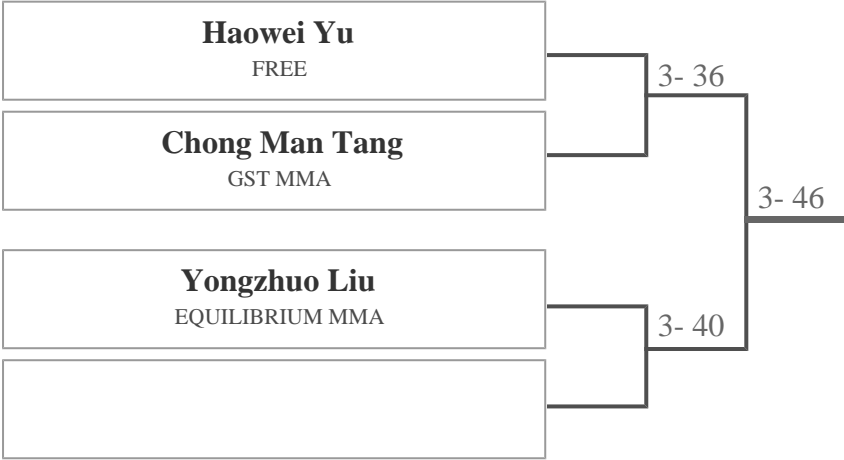 Haowei Yu
FREE
3- 36
Chong Man Tang
GST MMA
3- 46
Yongzhuo Liu
EQUILIBRIUM MMA
3- 40